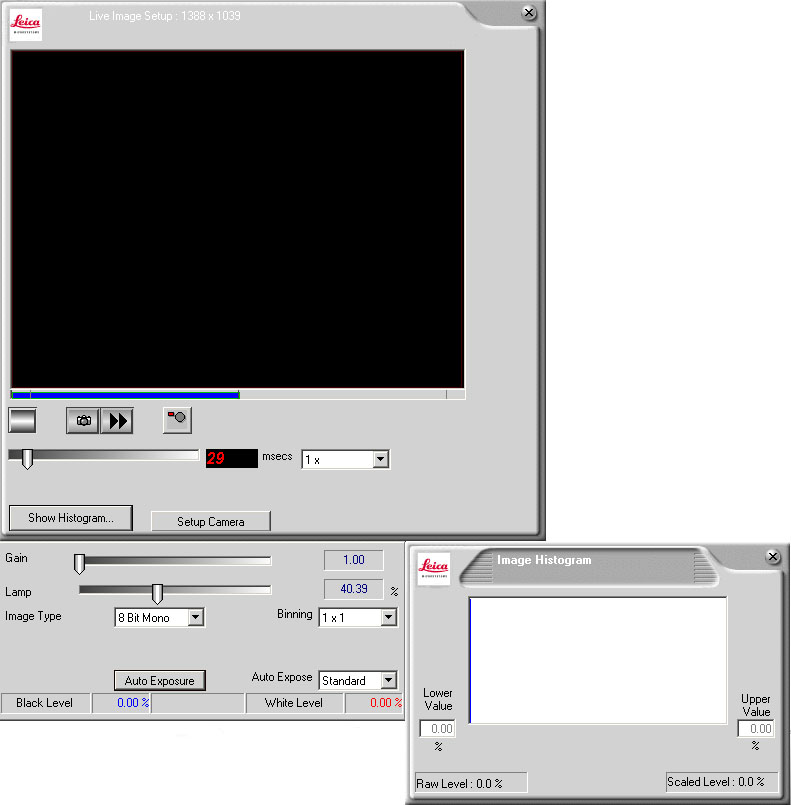 Leica
MICROSYSTEMS
Live Image Setup : 1388 x 1039
29
msecs
1 x
Show Histogram...
Setup Camera
Gain
1.00
Lamp
40.39
%
Image Type
8 Bit Mono
Binning
1 x 1
Auto Exposure
Auto Expose
Standard
Black Level
0.00 %
White Level
0.00 %
Leica
MICROSYSTEMS
Image Histogram
Lower
Value
0.00
%
Upper
Value
0.00
%
Raw Level : 0.0 %
Scaled Level : 0.0 %